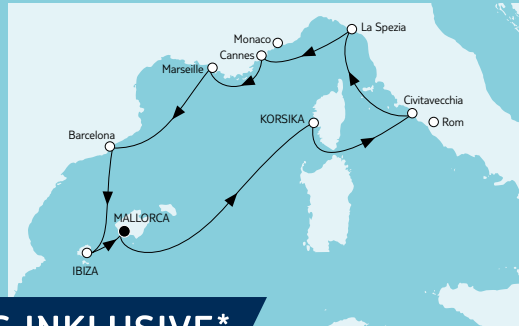 La Spezia
Monaco
Cannes
Marseille
Civitavecchia
KORSIKA
Rom
Barcelona
MALLORCA
IBIZA
INKLUSIVE*